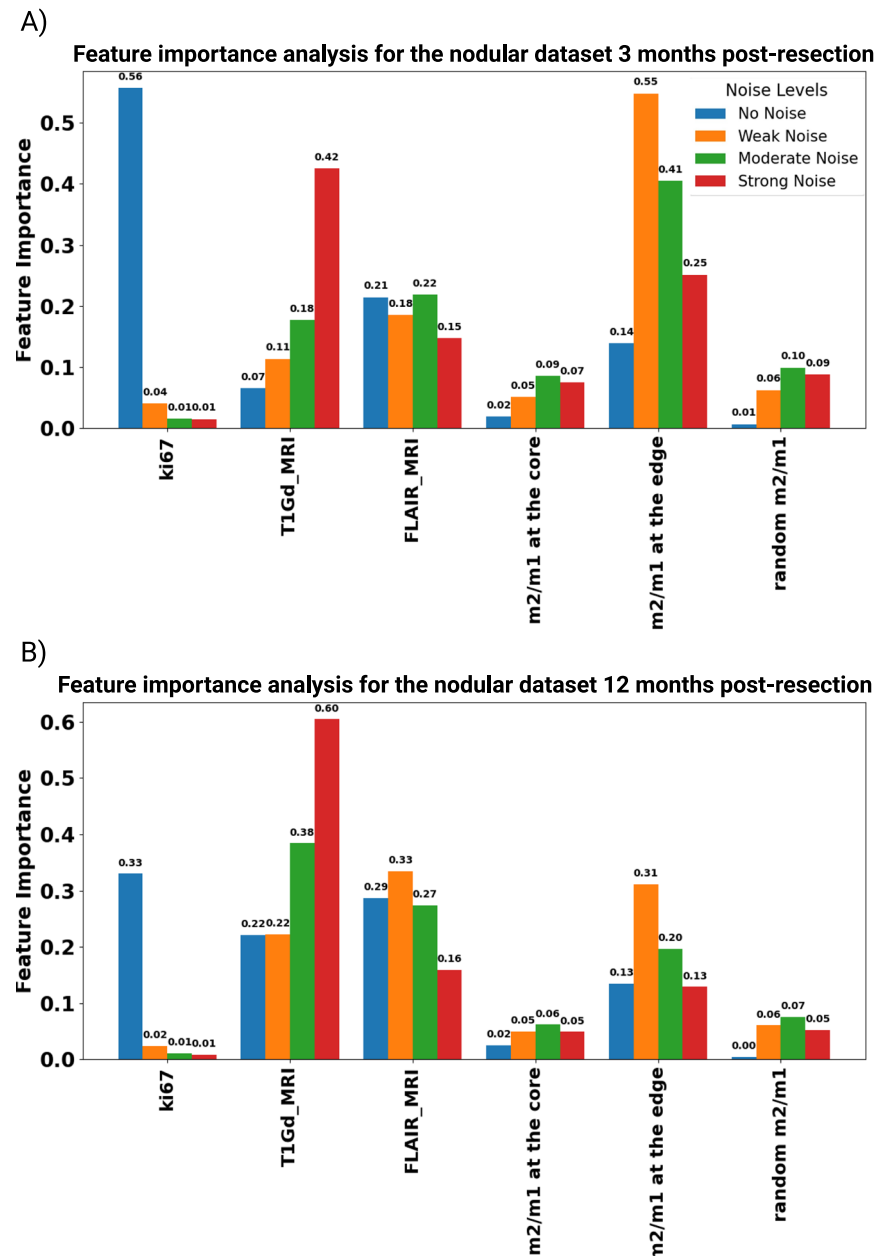 A)
Feature importance analysis for the nodular dataset 3 months post-resection
Feature Importance
0.5
0.4
0.3
0.2
0.1
0.0
Noise Levels
No Noise
Weak Noise
Moderate Noise
Strong Noise
0.56
0.04
0.01
0.01
0.07
0.11
0.18
0.42
0.21
0.18
0.22
0.15
0.02
0.05
0.09
0.07
0.14
0.55
0.41
0.25
0.01
0.06
0.10
0.09
ki67
T1Gd_MRI
FLAIR_MRI
m2/m1 at the core
m2/m1 at the edge
random m2/m1
B)
Feature importance analysis for the nodular dataset 12 months post-resection
Feature Importance
0.6
0.5
0.4
0.3
0.2
0.1
0.0
0.33
0.02
0.01
0.01
0.22
0.22
0.38
0.60
0.29
0.33
0.27
0.16
0.02
0.05
0.06
0.05
0.13
0.31
0.20
0.13
0.00
0.06
0.07
0.05
ki67
T1Gd_MRI
FLAIR_MRI
m2/m1 at the core
m2/m1 at the edge
random m2/m1